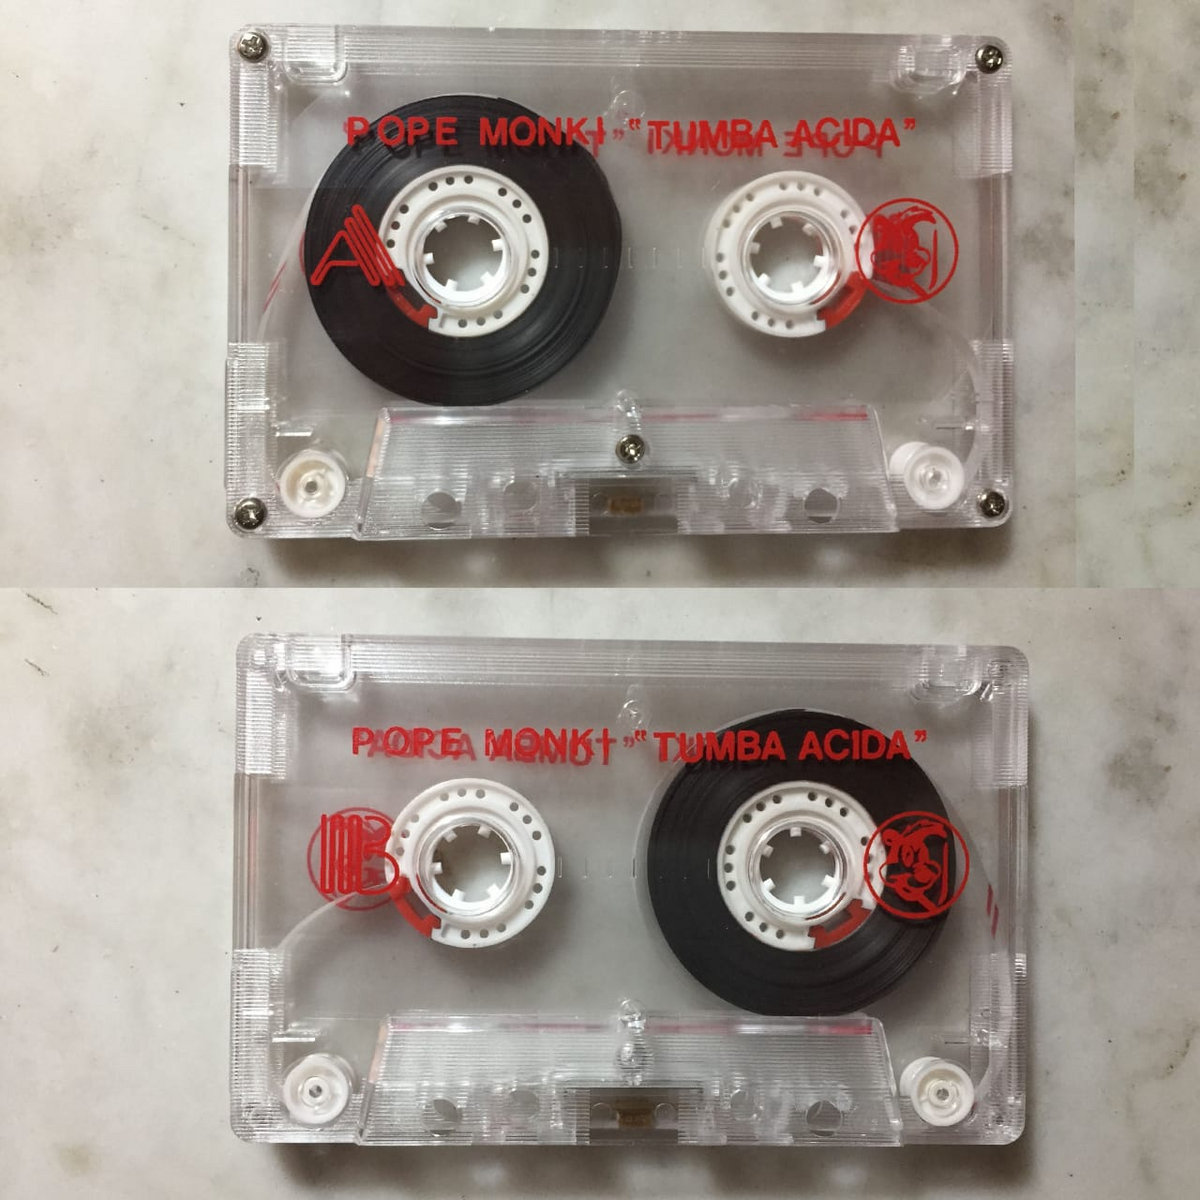 POPE MONK† "TUMBA ACIDA"
A
POPE MONK† "TUMBA ACIDA"
B